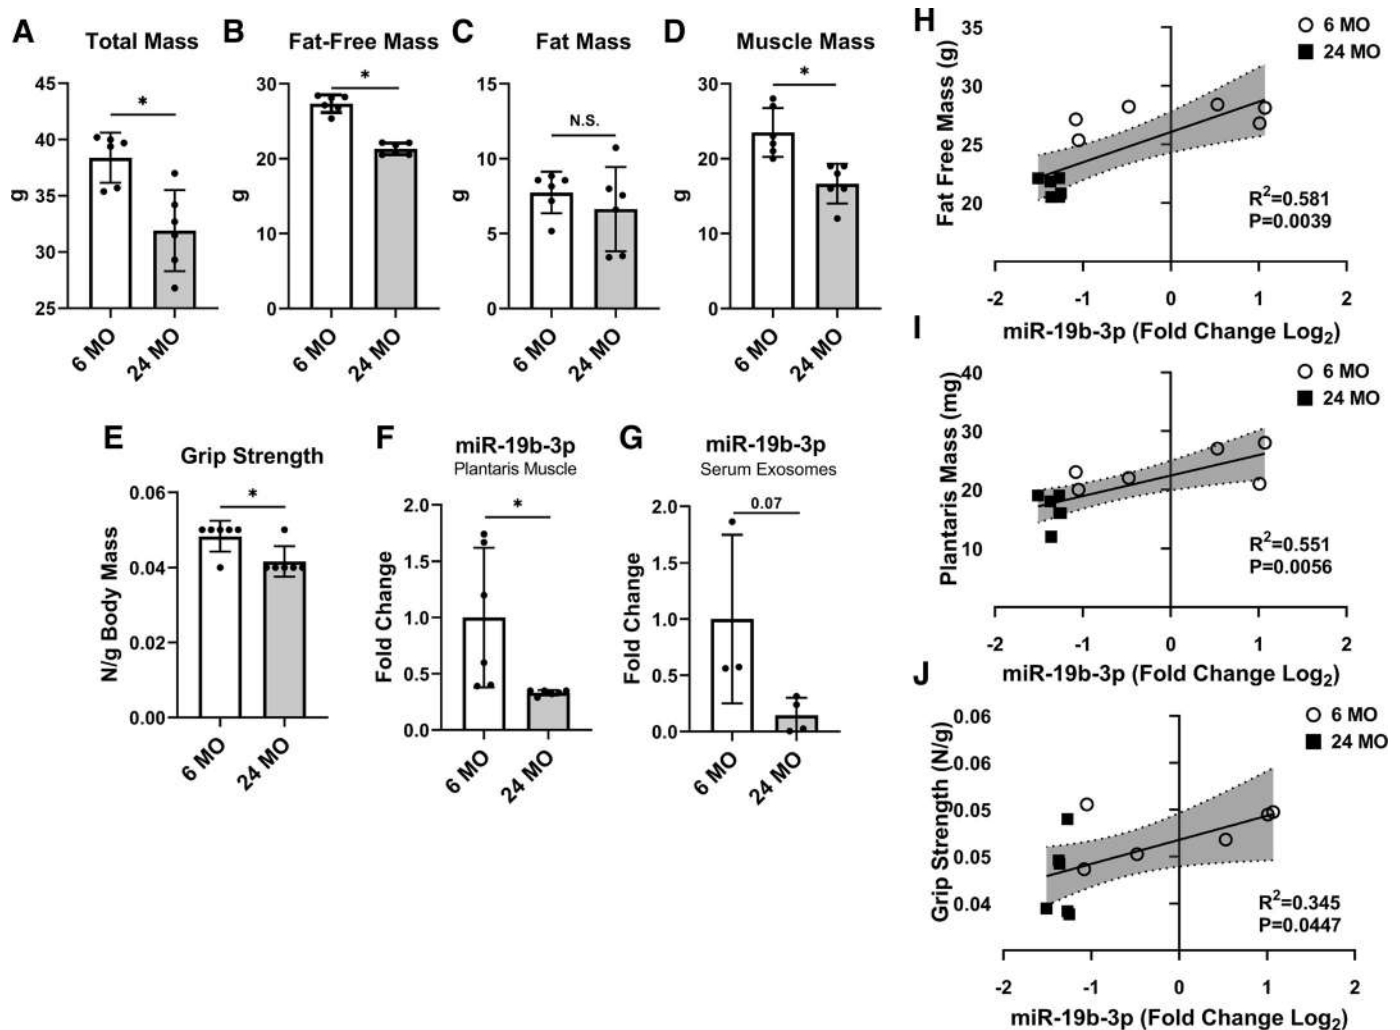 A
Total Mass
g
45
40
35
30
25
*
6 MO
24 MO
B
Fat-Free Mass
g
30
20
10
0
*
6 MO
24 MO
C
Fat Mass
g
15
10
5
0
N.S.
6 MO
24 MO
D
Muscle Mass
g
30
20
10
0
*
6 MO
24 MO
E
Grip Strength
N/g Body Mass
0.06
0.04
0.02
0.00
*
6 MO
24 MO
F
miR-19b-3p
Plantaris Muscle
Fold Change
2.0
1.5
1.0
0.5
0.0
*
6 MO
24 MO
G
miR-19b-3p
Serum Exosomes
Fold Change
2.0
1.5
1.0
0.5
0.0
0.07
6 MO
24 MO
H
Fat Free Mass (g)
35
30
25
20
6 MO
24 MO
R²=0.581
P=0.0039
-2 -1 0 1 2
miR-19b-3p (Fold Change Log₂)
I
Plantaris Mass (mg)
40
30
20
10
6 MO
24 MO
R²=0.551
P=0.0056
-2 -1 0 1 2
miR-19b-3p (Fold Change Log₂)
J
Grip Strength (N/g)
0.06
0.06
0.05
0.05
0.04
6 MO
24 MO
R²=0.345
P=0.0447
-2 -1 0 1 2
miR-19b-3p (Fold Change Log₂)